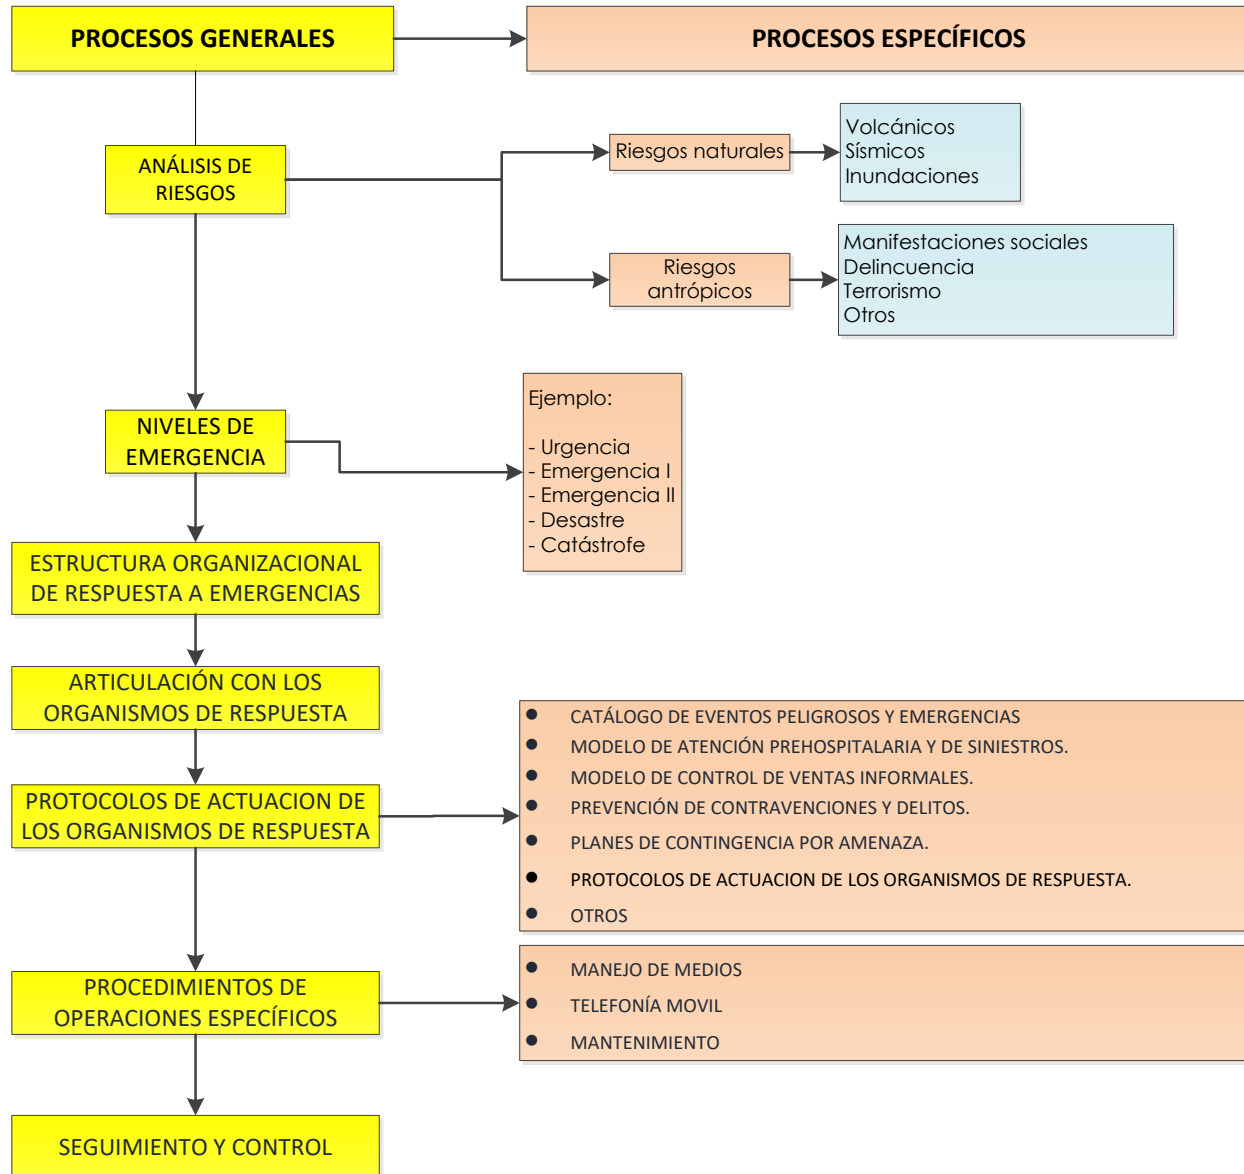 PROCESOS GENERALES
PROCESOS ESPECÍFICOS
ANÁLISIS DE
RIESGOS
Riesgos naturales
Volcánicos
Sísmicos
Inundaciones
Riesgos
antrópicos
Manifestaciones sociales
Delincuencia
Terrorismo
Otros
NIVELES DE
EMERGENCIA
Ejemplo:
- Urgencia
- Emergencia I
- Emergencia II
- Desastre
- Catástrofe
ESTRUCTURA ORGANIZACIONAL
DE RESPUESTA A EMERGENCIAS
ARTICULACIÓN CON LOS
ORGANISMOS DE RESPUESTA
PROTOCOLOS DE ACTUACION DE
LOS ORGANISMOS DE RESPUESTA
● CATÁLOGO DE EVENTOS PELIGROSOS Y EMERGENCIAS
● MODELO DE ATENCIÓN PREHOSPITALARIA Y DE SINIESTROS.
● MODELO DE CONTROL DE VENTAS INFORMALES.
● PREVENCIÓN DE CONTRAVENCIONES Y DELITOS.
● PLANES DE CONTINGENCIA POR AMENAZA.
● PROTOCOLOS DE ACTUACION DE LOS ORGANISMOS DE RESPUESTA.
● OTROS
PROCEDIMIENTOS DE
OPERACIONES ESPECÍFICOS
● MANEJO DE MEDIOS
● TELEFONÍA MOVIL
● MANTENIMIENTO
SEGUIMIENTO Y CONTROL